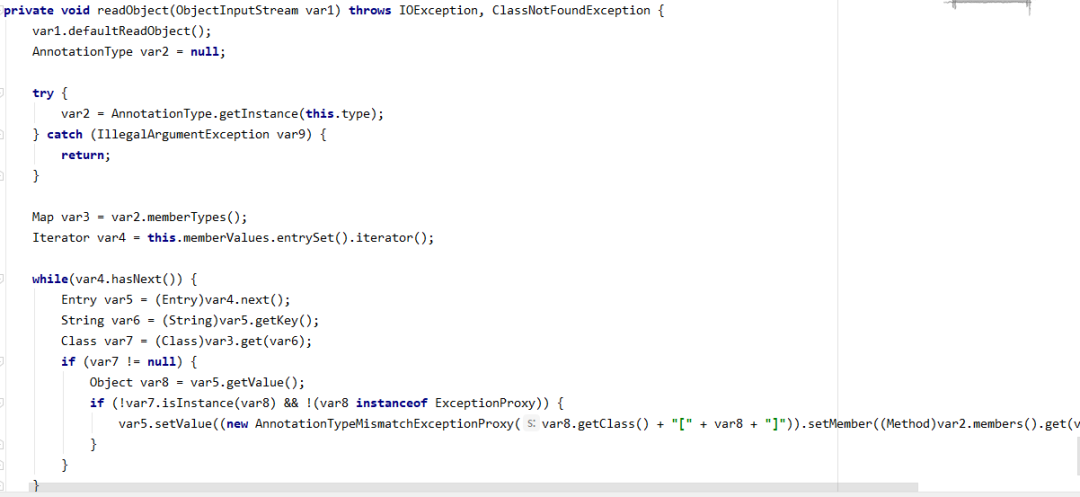 private void readObject(ObjectInputStream var1) throws IOException, ClassNotFoundException {
var1.defaultReadObject();
AnnotationType var2 = null;
try {
var2 = AnnotationType.getInstance(this.type);
} catch (IllegalArgumentException var9) {
return;
}
Map var3 = var2.memberTypes();
Iterator var4 = this.memberValues.entrySet().iterator();
while(var4.hasNext()) {
Entry var5 = (Entry)var4.next();
String var6 = (String)var5.getKey();
Class var7 = (Class)var3.get(var6);
if (var7 != null) {
Object var8 = var5.getValue();
if (!var7.isInstance(var8) && !(var8 instanceof ExceptionProxy)) {
var5.setValue((new AnnotationTypeMismatchExceptionProxy( s: var8.getClass() + "[" + var8 + "]")).setMember((Method)var2.members().get(v
}
}
}